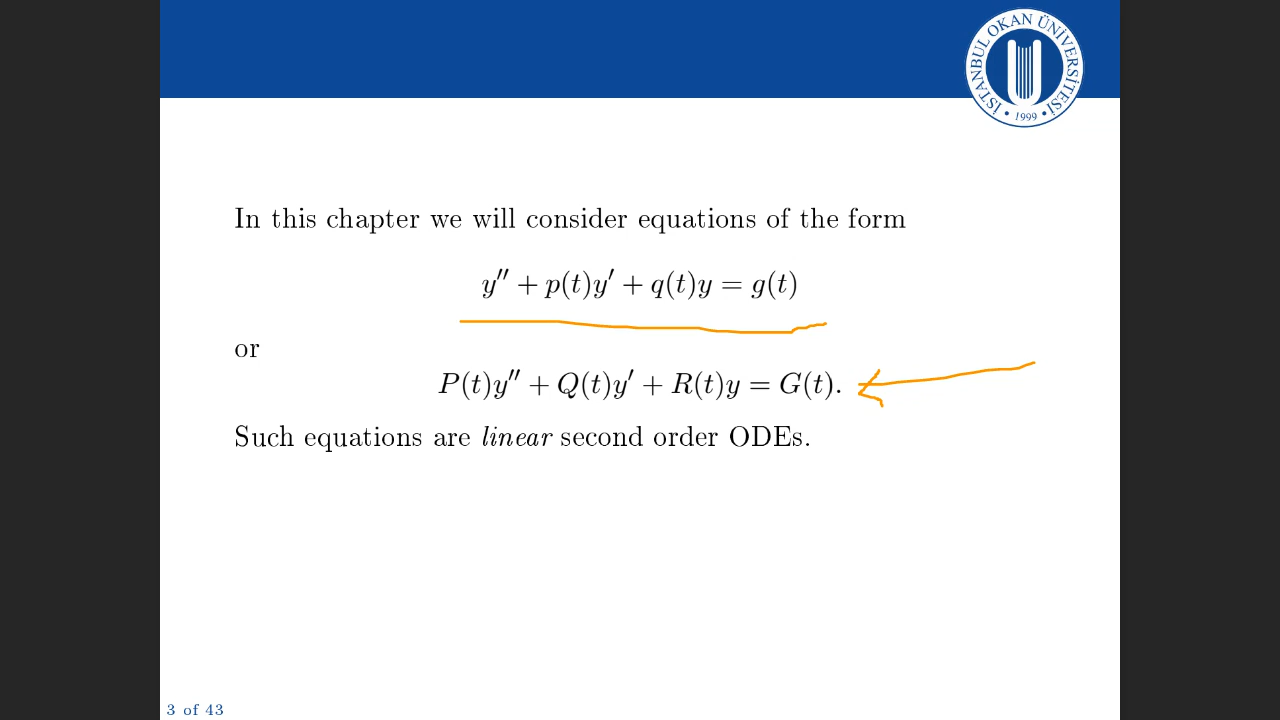 İSTANBUL OKAN ÜNİVERSİTESİ
• 1999 •
In this chapter we will consider equations of the form
y″ + p(t)y′ + q(t)y = g(t)
or
P(t)y″ + Q(t)y′ + R(t)y = G(t).
Such equations are linear second order ODEs.
3 of 43